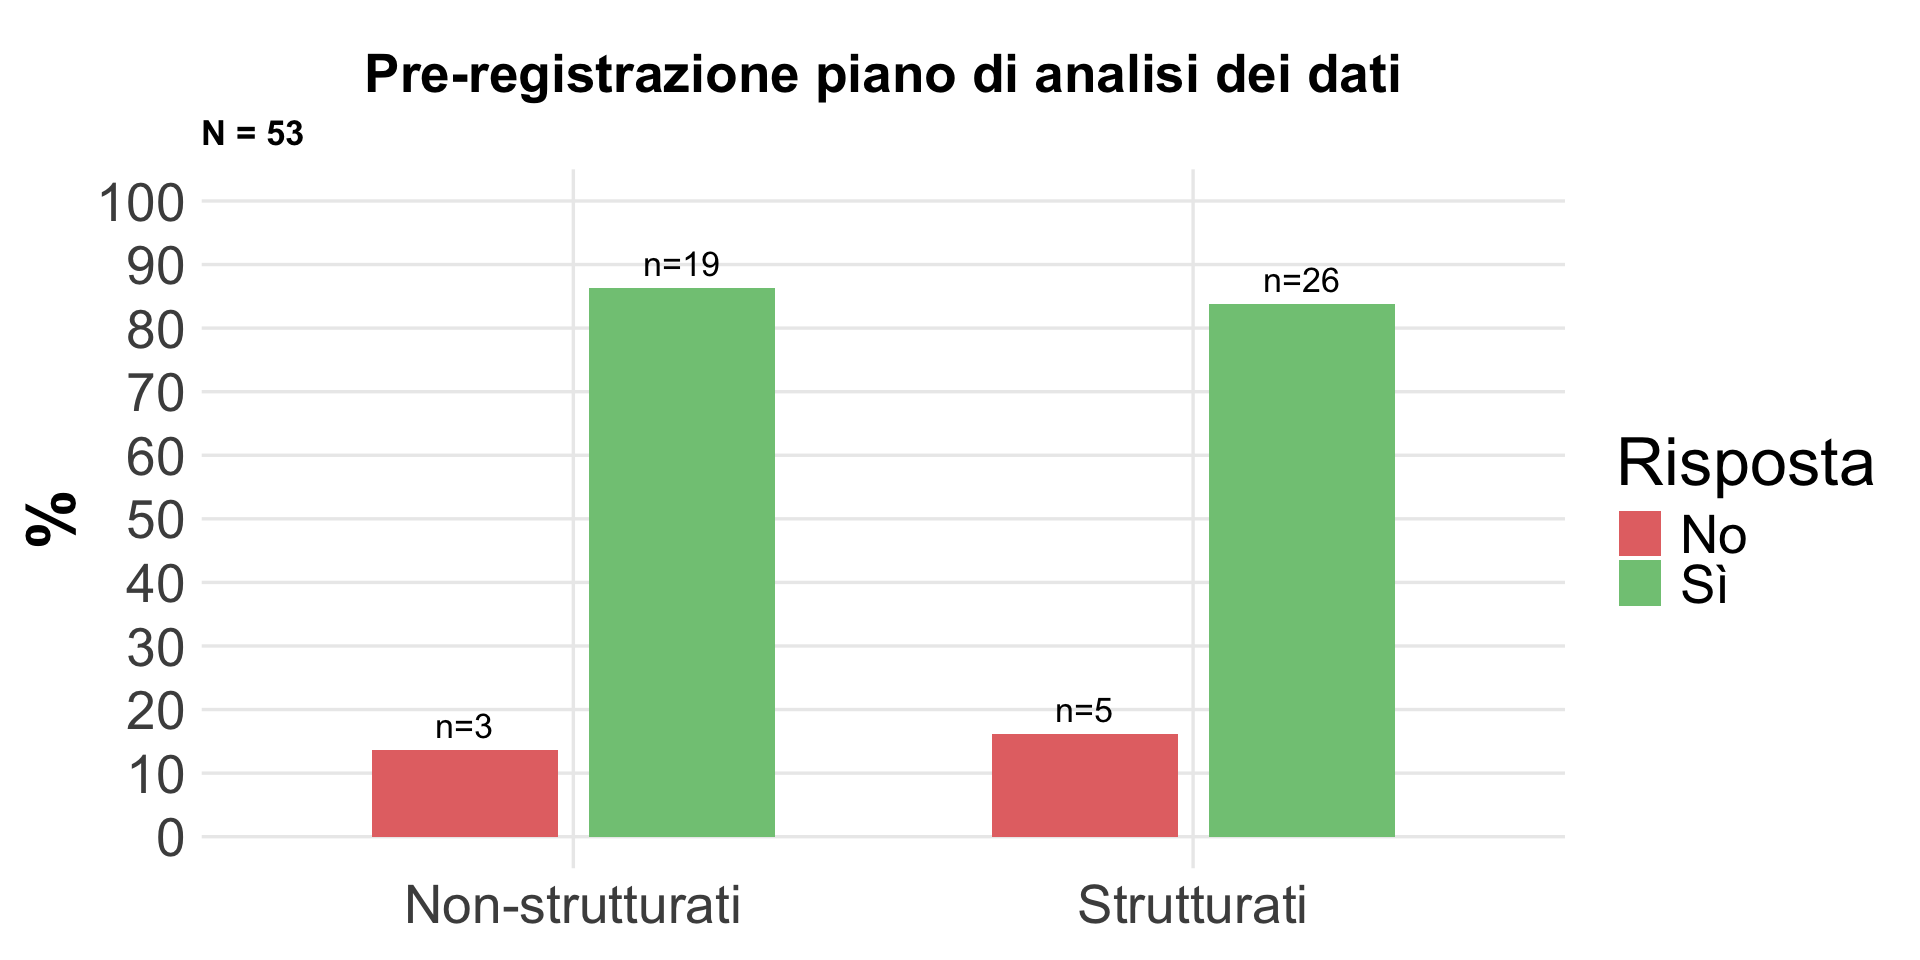 Pre-registrazione piano di analisi dei dati
N = 53
%
100
90
80
70
60
50
40
30
20
10
0
n=3
n=19
n=5
n=26
Non-strutturati
Strutturati
Risposta
No
Sì